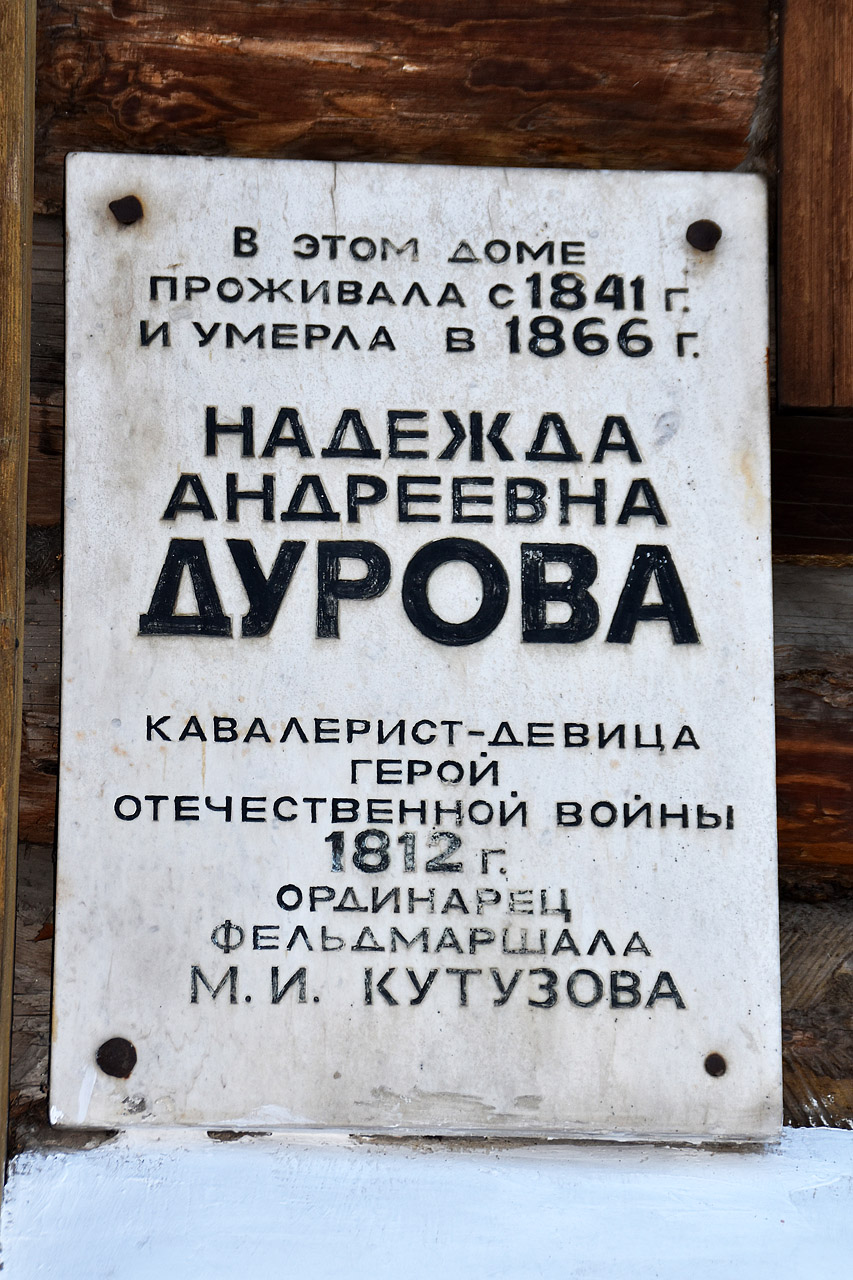 В ЭТОМ ДОМЕ
ПРОЖИВАЛА С 1841 Г.
И УМЕРЛА В 1866 Г.
НАДЕЖДА
АНДРЕЕВНА
ДУРОВА
КАВАЛЕРИСТ-ДЕВИЦА
ГЕРОЙ
ОТЕЧЕСТВЕННОЙ ВОЙНЫ
1812 Г.
ОРДИНАРЕЦ
ФЕЛЬДМАРШАЛА
М. И. КУТУЗОВА